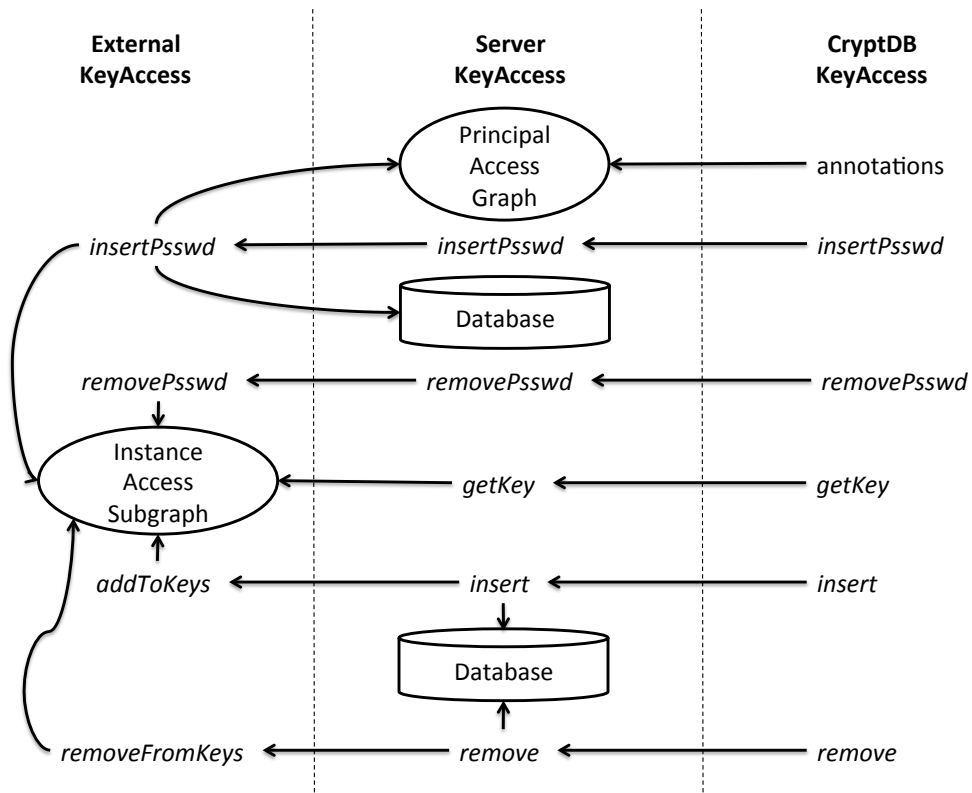 External
KeyAccess
Server
KeyAccess
CryptDB
KeyAccess
Principal
Access
Graph
annotations
insertPsswd
insertPsswd
insertPsswd
Database
removePsswd
removePsswd
removePsswd
Instance
Access
Subgraph
getKey
getKey
addToKeys
insert
insert
Database
removeFromKeys
remove
remove